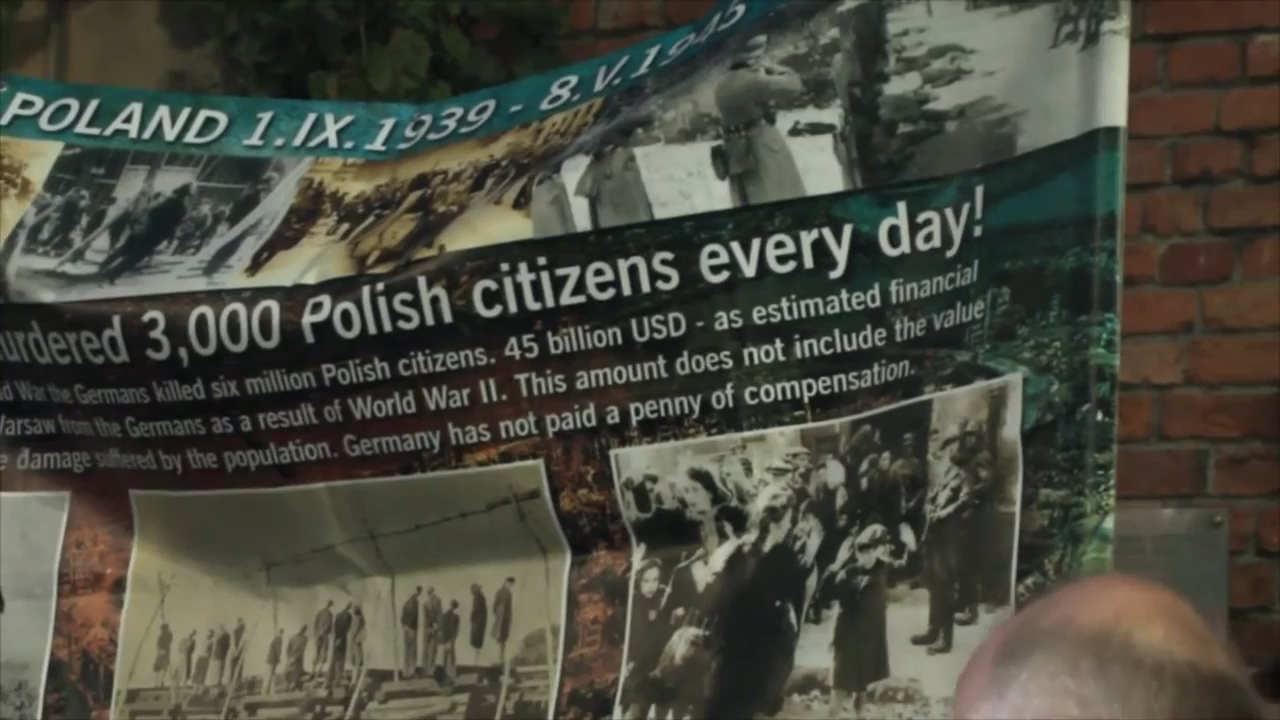 POLAND 1.IX.1939 - 8.V.1945
urdered 3,000 Polish citizens every day!
d War the Germans killed six million Polish citizens. 45 billion USD - as estimated financial
Warsaw from the Germans as a result of World War II. This amount does not include the value
e damage suffered by the population. Germany has not paid a penny of compensation.